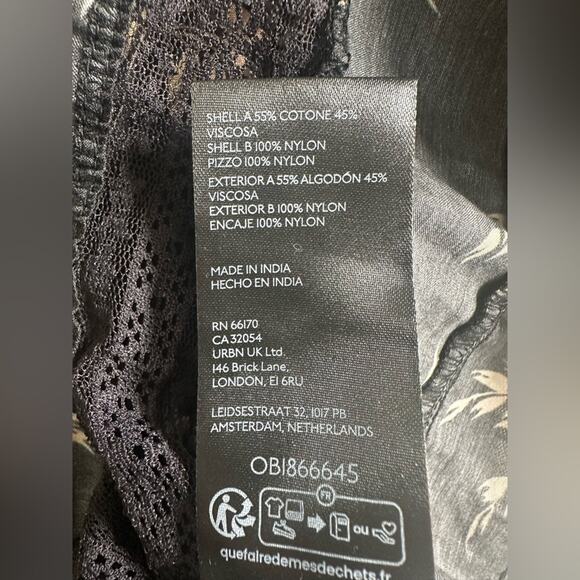 SHELL A 55% COTONE 45%
VISCOSA
SHELL B 100% NYLON
PIZZO 100% NYLON
EXTERIOR A 55% ALGODÓN 45%
VISCOSA
EXTERIOR B 100% NYLON
ENCAJE 100% NYLON
MADE IN INDIA
HECHO EN INDIA
RN 66170
CA 32054
URBN UK Ltd.
146 Brick Lane,
LONDON, E1 6RU
LEIDSESTRAAT 32, 1017 PB
AMSTERDAM, NETHERLANDS
OB1866645
FR
ou
quefairedemesdechets.fr